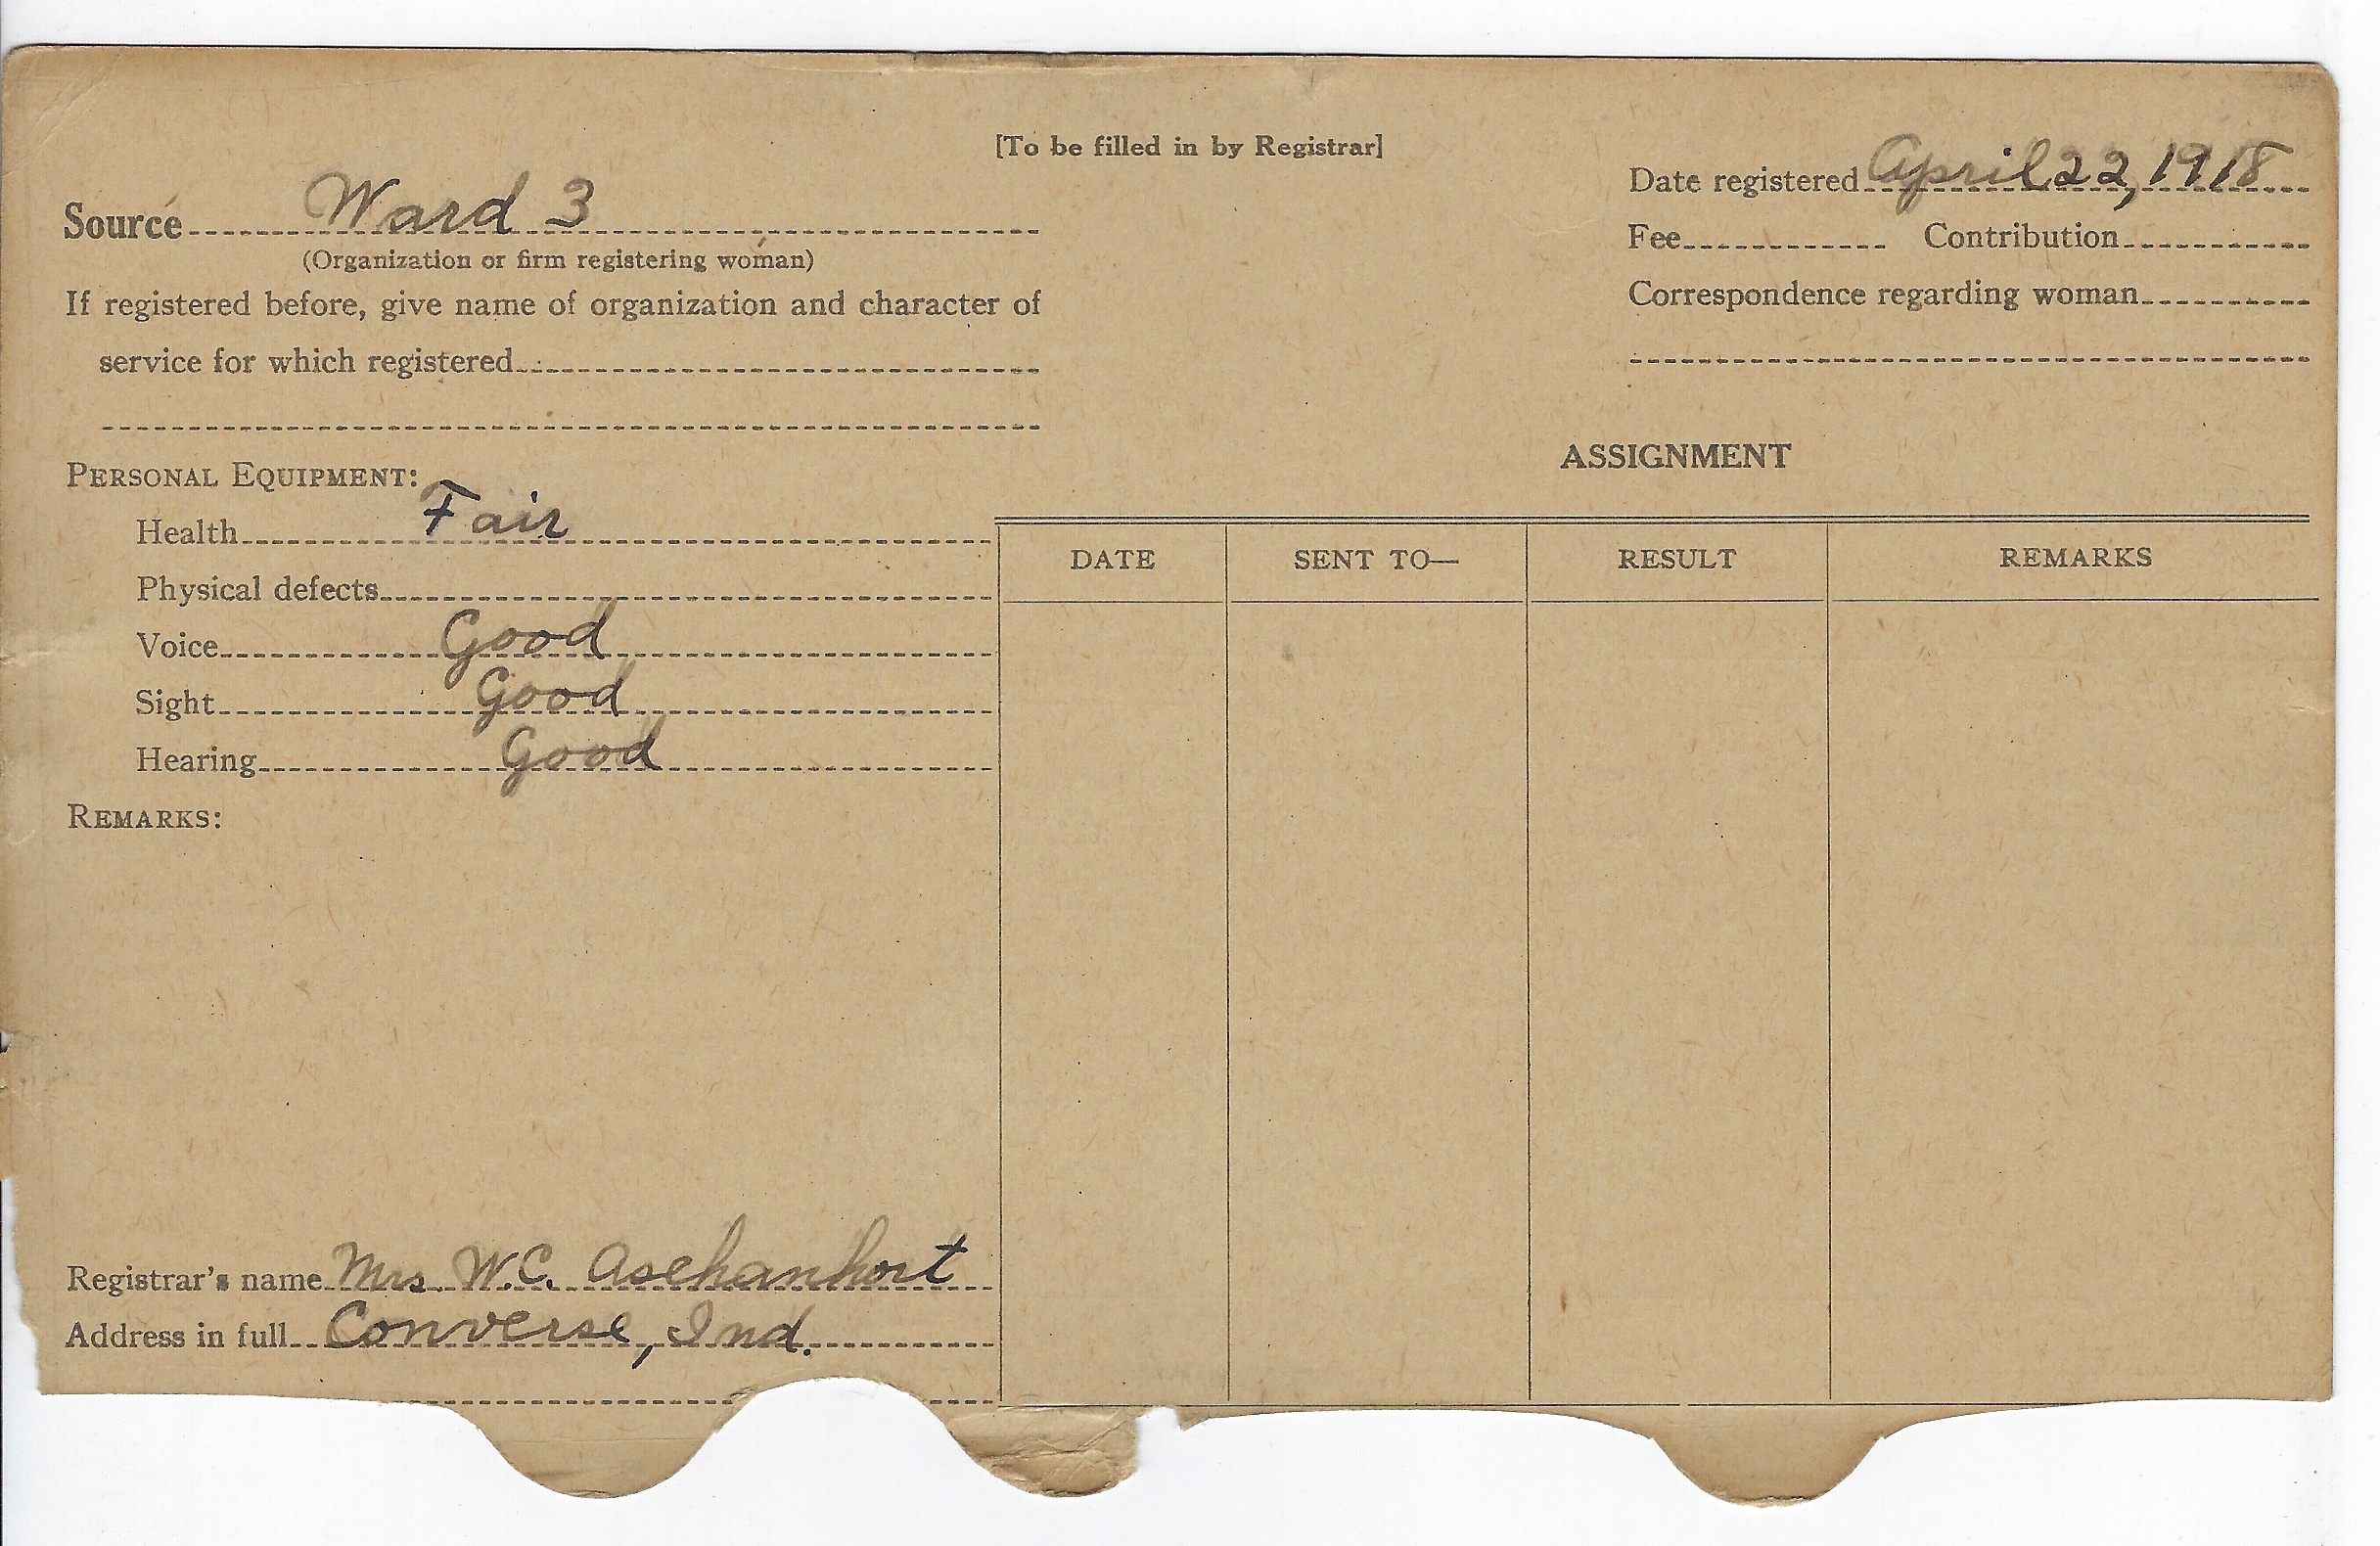 [To be filled in by Registrar]
Source Ward 3
(Organization or firm registering woman)
If registered before, give name of organization and character of
service for which registered
Date registered April 22, 1918
Fee Contribution
Correspondence regarding woman
PERSONAL EQUIPMENT:
Health Fair
Physical defects
Voice Good
Sight Good
Hearing Good
REMARKS:
Registrar's name Mrs. W.C. Aschanhort
Address in full Converse, Ind.
ASSIGNMENT
DATE SENT TO— RESULT REMARKS